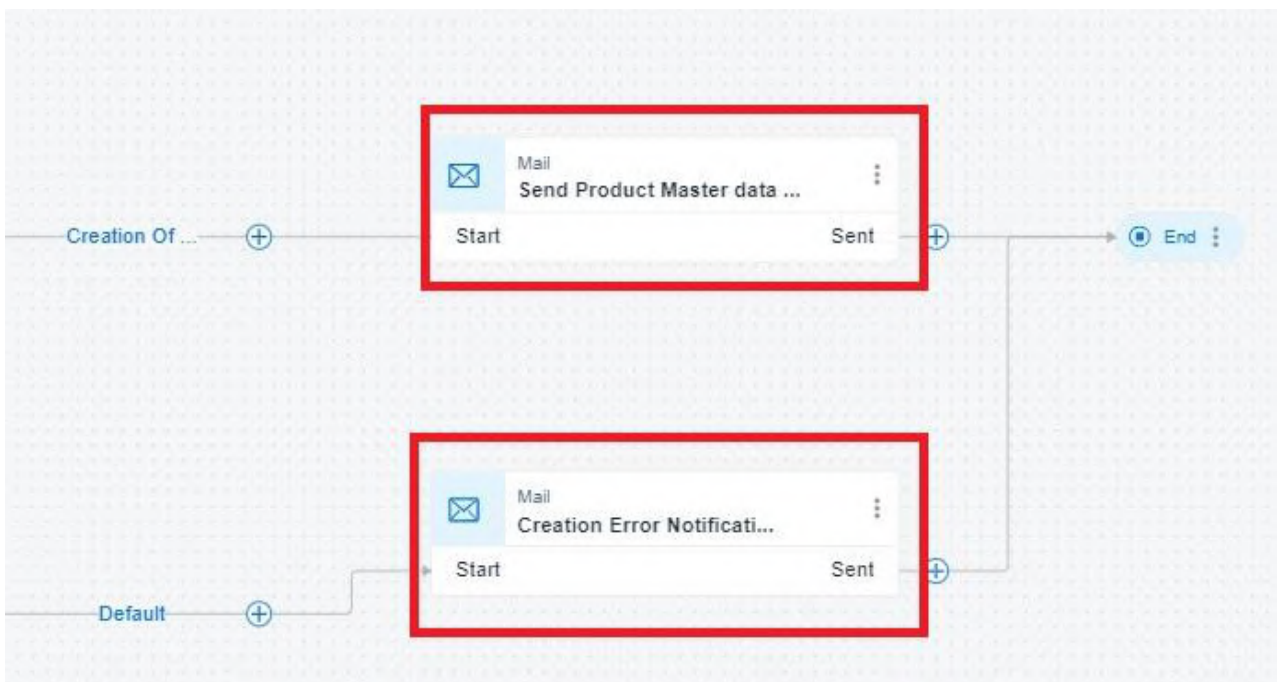 Mail
Send Product Master data ...
Creation Of ...
Start
Sent
End
Mail
Creation Error Notificati...
Start
Sent
Default